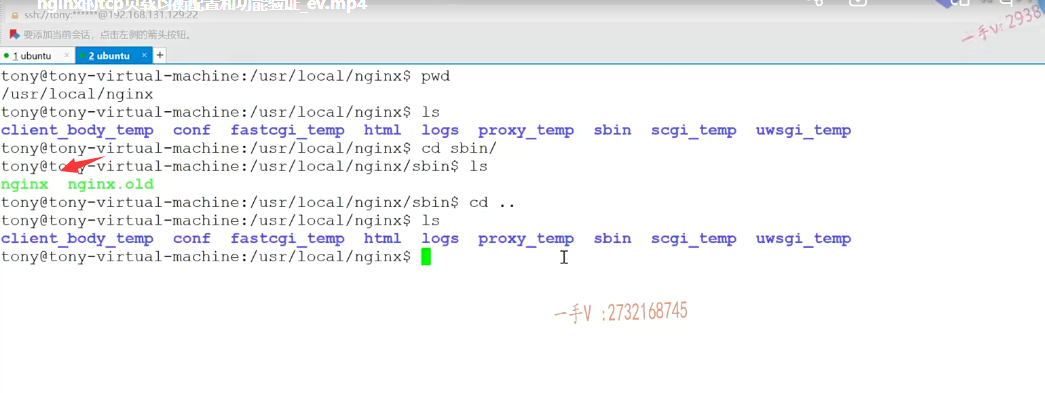 nginx的tcp负载均衡配置和功能验证_ev.mp4
ssh://tony:******@192.168.131.129:22
要添加当前会话，点击左侧的箭头按钮。
一手V:2938
1 ubuntu × 2 ubuntu × +
tony@tony-virtual-machine:/usr/local/nginx$ pwd
/usr/local/nginx
tony@tony-virtual-machine:/usr/local/nginx$ ls
client_body_temp conf fastcgi_temp html logs proxy_temp sbin scgi_temp uwsgi_temp
tony@tony-virtual-machine:/usr/local/nginx$ cd sbin/
tony@tony-virtual-machine:/usr/local/nginx/sbin$ ls
nginx nginx.old
tony@tony-virtual-machine:/usr/local/nginx/sbin$ cd ..
tony@tony-virtual-machine:/usr/local/nginx$ ls
client_body_temp conf fastcgi_temp html logs proxy_temp sbin scgi_temp uwsgi_temp
tony@tony-virtual-machine:/usr/local/nginx$
一手V :2732168745